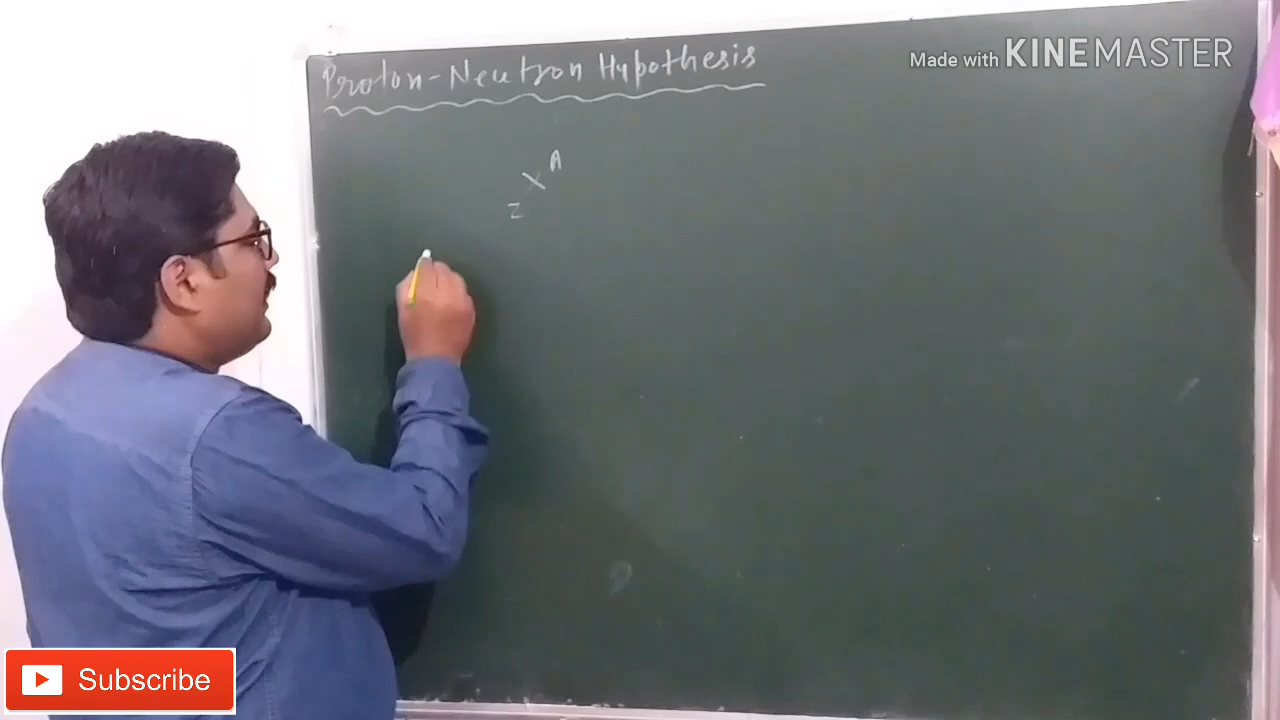 Proton-Neutron Hypothesis
Made with KINEMASTER
A
X
Z
Subscribe